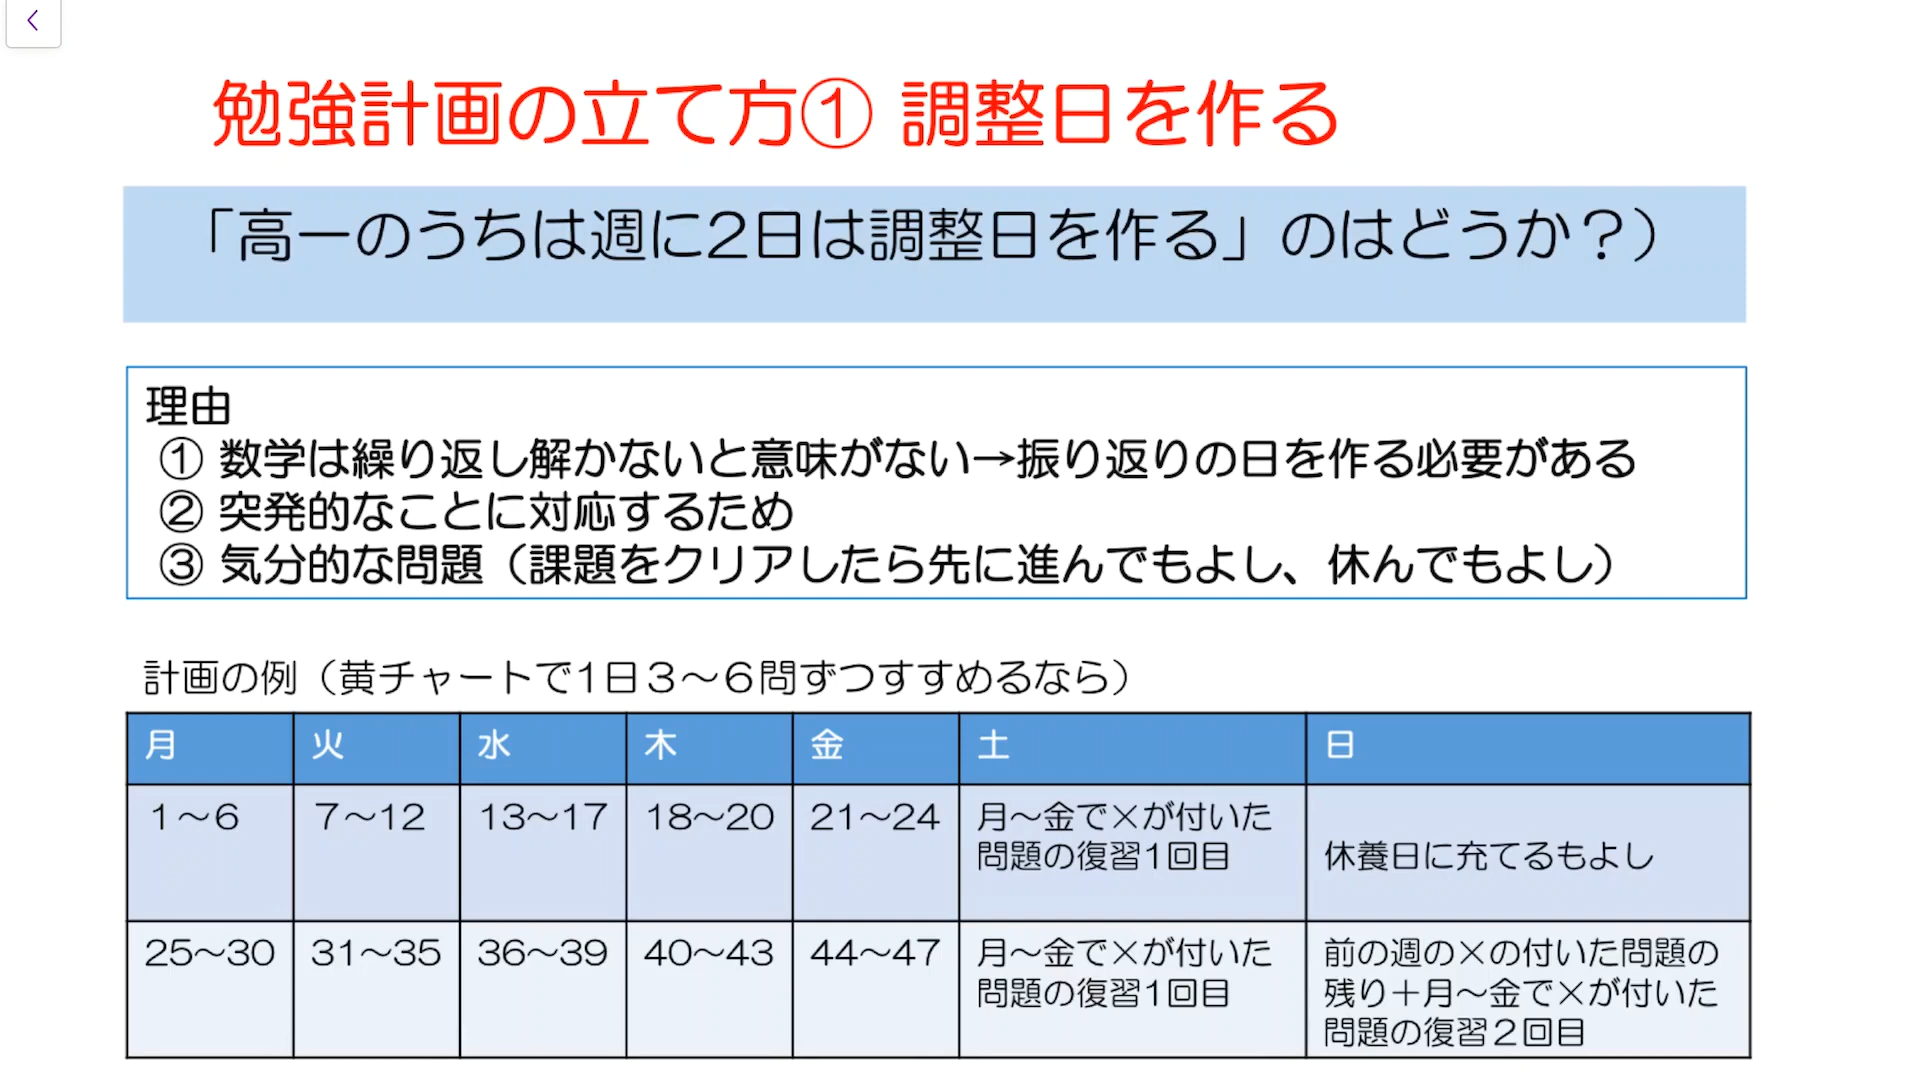 勉強計画の立て方① 調整日を作る
「高一のうちは週に2日は調整日を作る」のはどうか？）
理由
① 数学は繰り返し解かないと意味がない→振り返りの日を作る必要がある
② 突発的なことに対応するため
③ 気分的な問題（課題をクリアしたら先に進んでもよし、休んでもよし）
計画の例（黄チャートで1日３～６問ずつすすめるなら）
月 火 水 木 金 土 日
1～6 7～12 13～17 18～20 21～24 月～金で×が付いた
問題の復習1回目 休養日に充てるもよし
25～30 31～35 36～39 40～43 44～47 月～金で×が付いた
問題の復習1回目
前の週の×の付いた問題の
残り＋月～金で×が付いた
問題の復習２回目